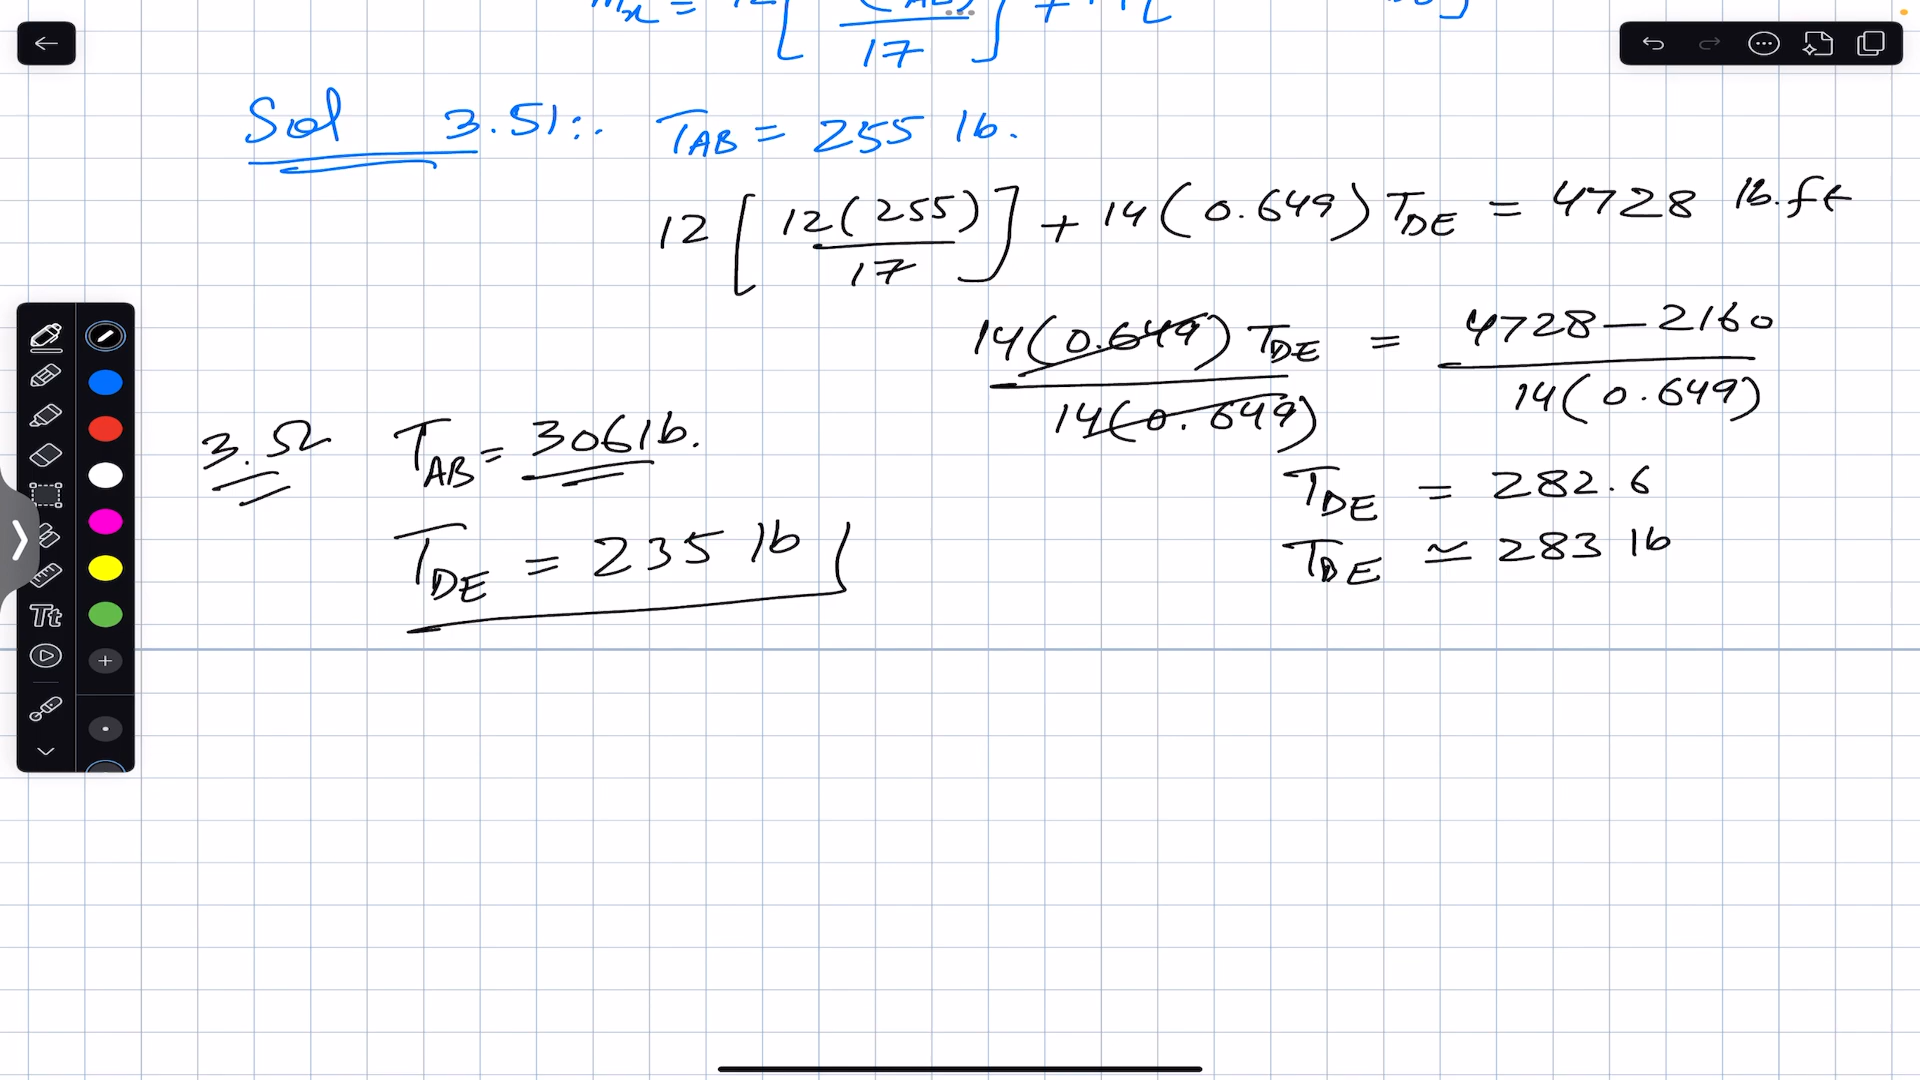 17
Sol 3.51:. TAB = 255 lb.
12 [ 12(255) / 17 ] + 14(0.649) TDE = 4728 lb.ft
14(0.649) TDE / 14(0.649) = 4728 – 2160 / 14(0.649)
TDE = 282.6
TDE ≃ 283 lb
3.52 TAB = 306 lb.
TDE = 235 lb
Tt